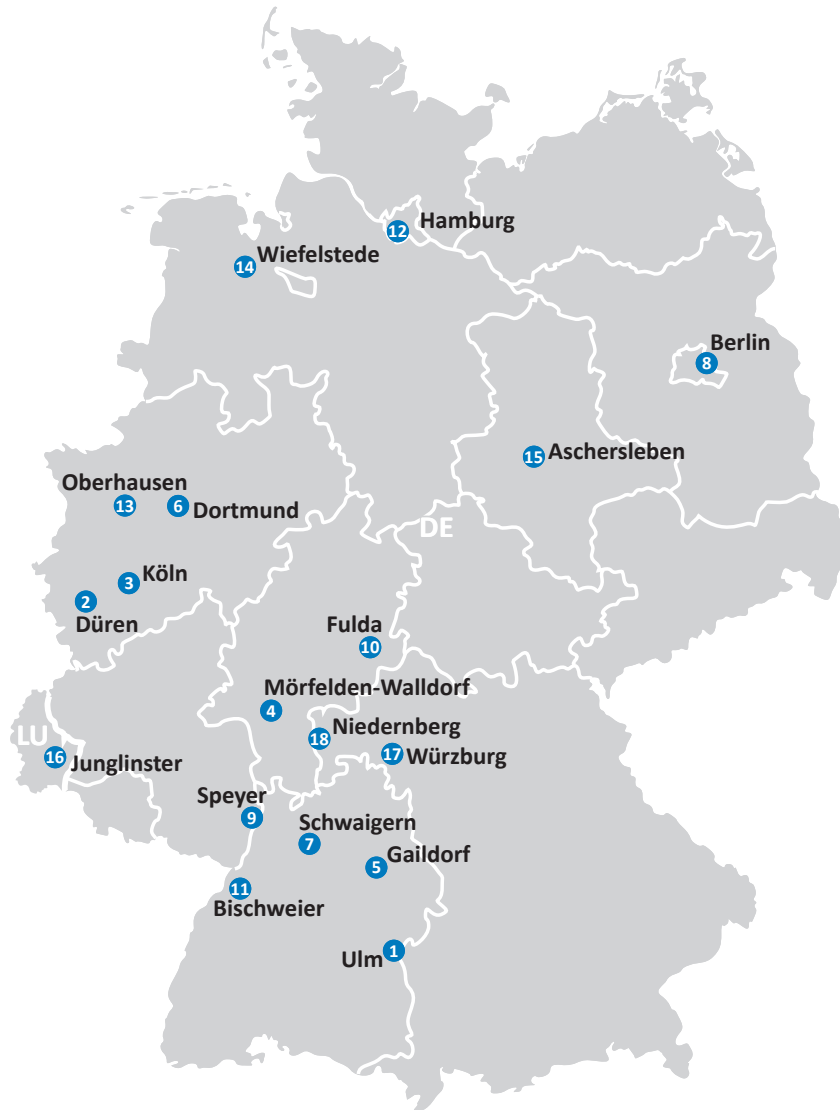 12 Hamburg
14 Wiefelstede
Berlin
8
15 Aschersleben
Oberhausen
13
6 Dortmund
DE
3 Köln
2
Düren
Fulda
10
Mörfelden-Walldorf
4
18 Niedernberg
LU
16 Junglinster
17 Würzburg
Speyer
9
Schwaigern
7
Gaildorf
5
11
Bischweier
Ulm 1